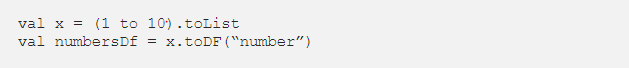 val x = (1 to 10).toList
val numbersDf = x.toDF(“number”)